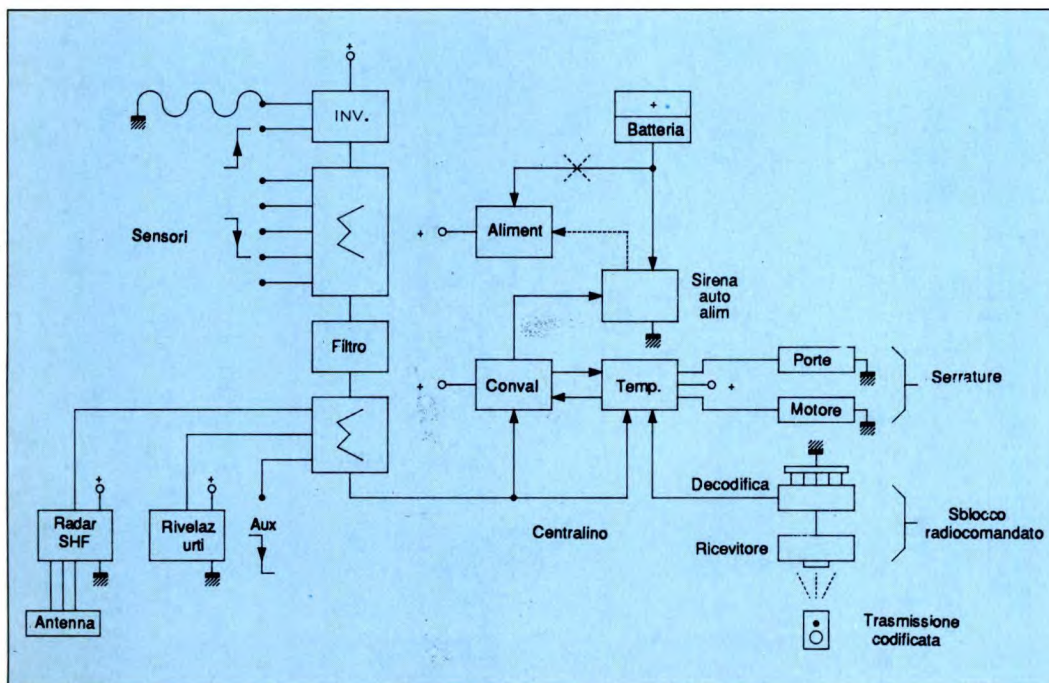 +
INV.
+
Batteria
Sensori
+
Aliment
Sirena
auto
alim
Filtro
+
Conval
Temp.
+
Porte
Motore
Serrature
Decodifica
Sblocco
radiocomandato
Centralino
Ricevitore
+
+
Radar
SHF
Rivelaz
urti
Aux
Antenna
Trasmissione
codificata